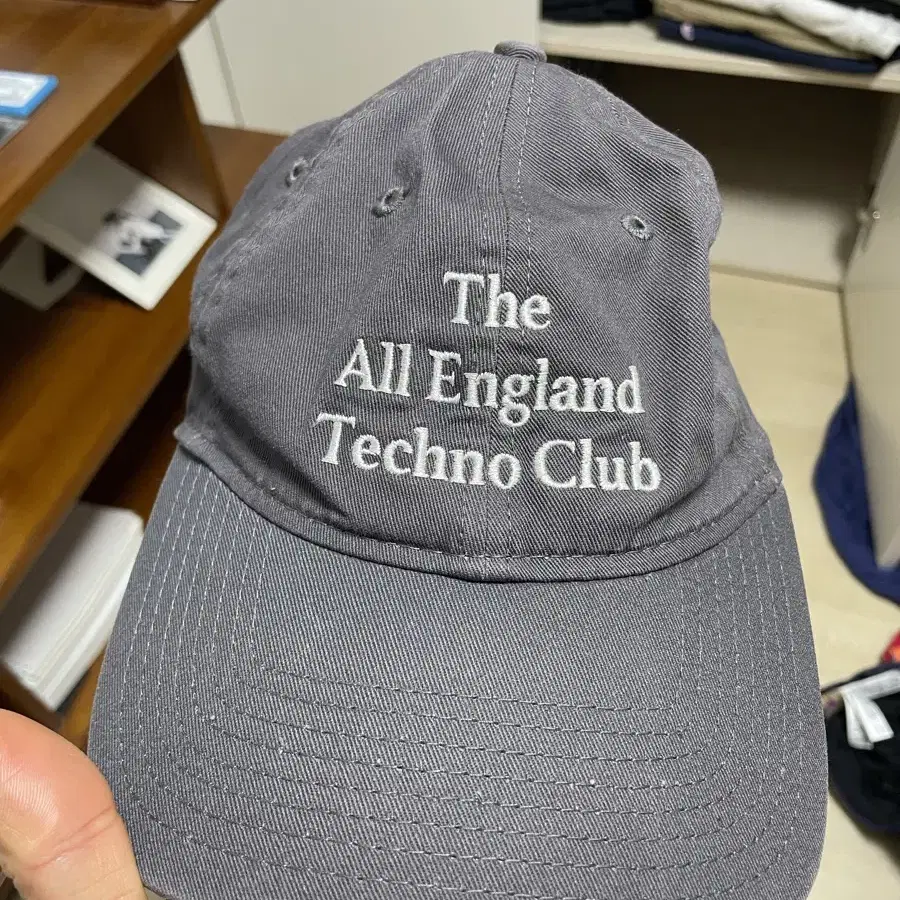 The
All England
Techno Club